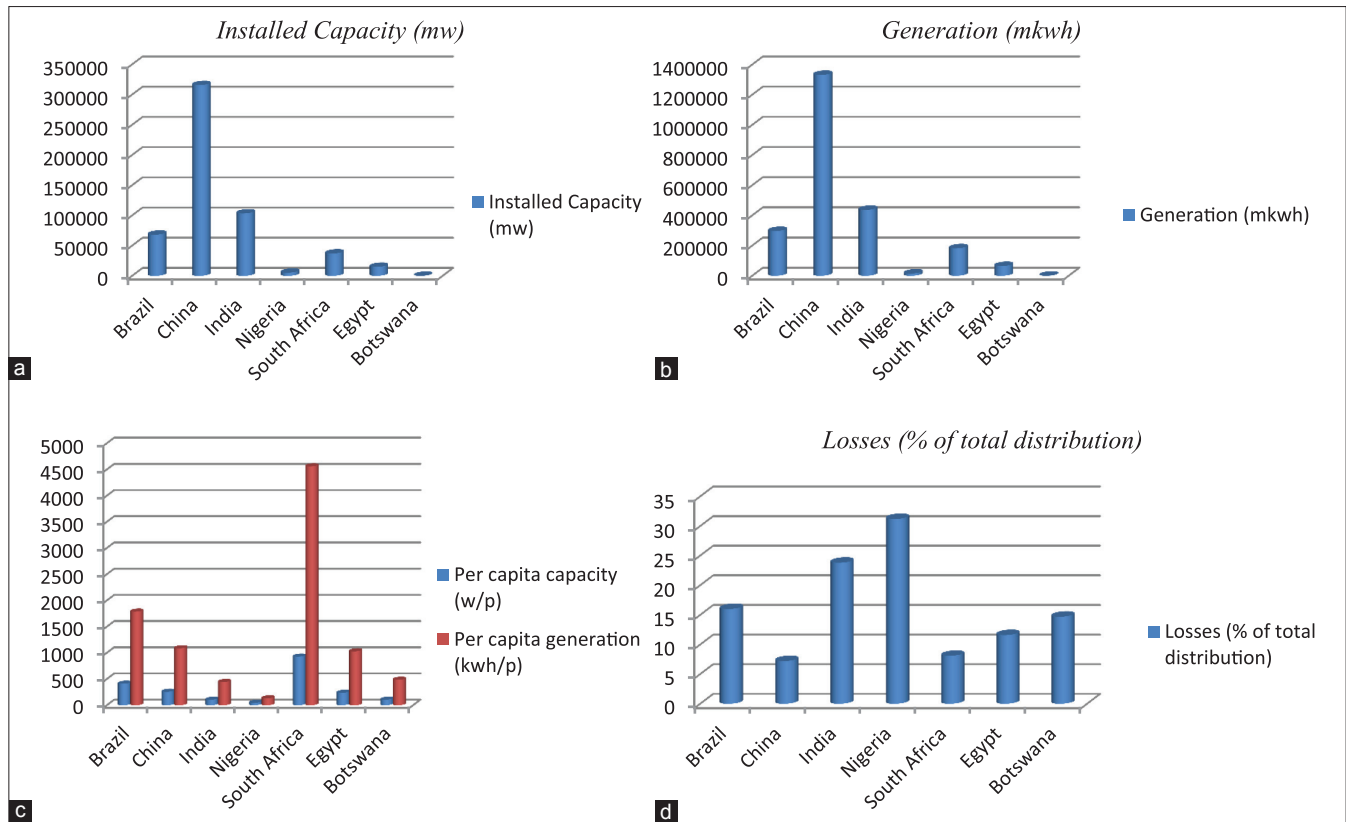 Installed Capacity (mw)
350000
300000
250000
200000
150000
100000
50000
0
Brazil
China
India
Nigeria
South Africa
Egypt
Botswana
Installed Capacity
(mw)
a
Generation (mkwh)
1400000
1200000
1000000
800000
600000
400000
200000
0
Brazil
China
India
Nigeria
South Africa
Egypt
Botswana
Generation (mkwh)
b
5000
4500
4000
3500
3000
2500
2000
1500
1000
500
0
Brazil
China
India
Nigeria
South Africa
Egypt
Botswana
Per capita capacity
(w/p)
Per capita generation
(kwh/p)
c
Losses (% of total distribution)
35
30
25
20
15
10
5
0
Brazil
China
India
Nigeria
South Africa
Egypt
Botswana
Losses (% of total
distribution)
d